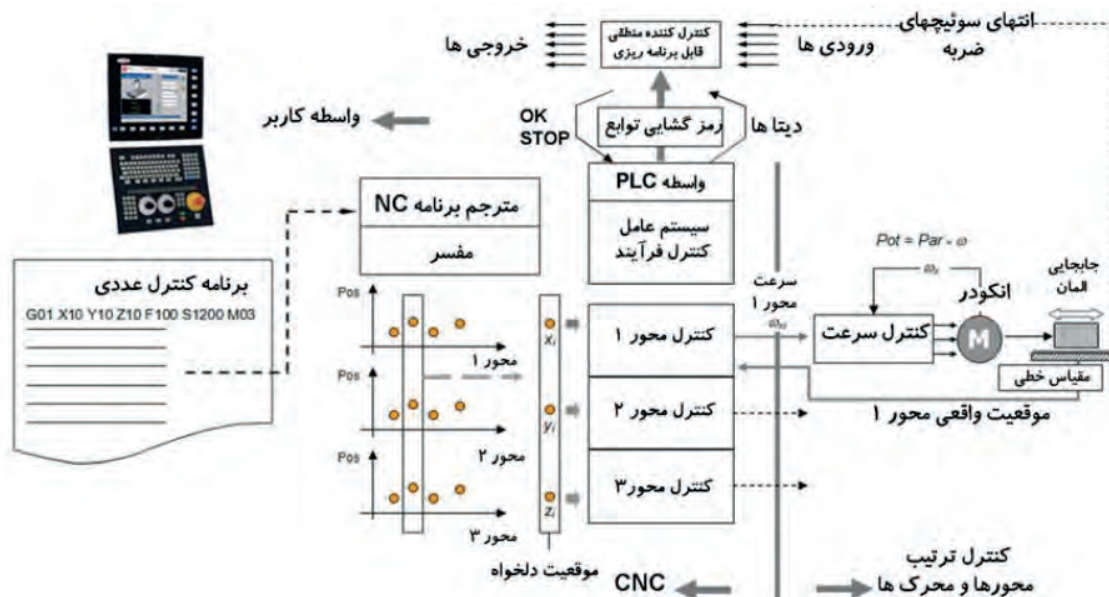 انتهای سوئیچهای
ضربه
ورودی ها
کنترل کننده منطقی
قابل برنامه ریزی
خروجی ها
واسطه کاربر
OK
STOP
رمز گشایی توابع
دیتا ها
واسطه PLC
سیستم عامل
کنترل فرآیند
مترجم برنامه NC
مفسر
برنامه کنترل عددی
G01 X10 Y10 Z10 F100 S1200 M03
Pos
محور ۱
Pos
محور ۲
Pos
محور ۳
xᵢ
yᵢ
zᵢ
موقعیت دلخواه
کنترل محور ۱
کنترل محور ۲
کنترل محور۳
سرعت
محور ۱
Pot = Par × ω
انکودر
جابجایی
المان
کنترل سرعت
M
مقیاس خطی
موقعیت واقعی محور ۱
CNC
کنترل ترتیب
محورها و محرک ها